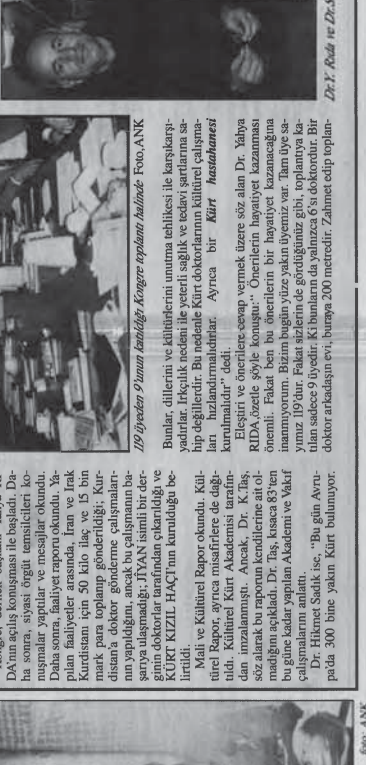 DA'nın açılış konuşması ile başladı. Da-
ha sonra, siyasi örgüt temsilcileri ko-
nuşmalar yaptılar ve mesajlar okundu.
Daha sonra, faaliyet raporu okundu. Ya-
pılan faaliyetler arasında, İran ve Irak
Kurdistanı için 50 kilo ilaç ve 15 bin
mark para toplanıp gönderildiği; Kur-
distan'a doktor gönderme çalışmaları-
nın yapıldığını, ancak bu çalışmanın ba-
şarıya ulaşmadığı; JİYAN isimli bir der-
ginin doktorlar tarafından çıkarıldığı ve
KÜRT KIZIL HAÇI'nın kurulduğu be-
lirtildi.
Mali ve Kültürel Rapor okundu. Kül-
türel Rapor, ayrıca misafirlere de dağı-
tıldı. Kültürel Kürt Akademisi tarafın-
dan imzalanmıştı. Ancak, Dr. K.Taş,
söz alarak bu raporun kendilerine ait ol-
madığını açıkladı. Dr. Taş, kısaca 83'ten
bu güne kadar yapılan Akademi ve Vakıf
çalışmalarını anlattı.
Dr. Hikmet Sadık ise, "Bu gün Avru-
pada 300 bine yakın Kürt bulunuyor.
119 üyeden 9'unun katıldığı Kongre toplantı halinde Foto,ANK
Bunlar, dillerini ve kültürlerini unutma tehlikesi ile karşıkarşı-
yadırlar. Irkçılık nedeni ile yeterli sağlık ve tedavi şartlarına sa-
hip değillerdir. Bu nedenle Kürt doktorlarının kültürel çalışma-
ları hızlandırmalıdırlar. Ayrıca bir Kürt hastahanesi
kurulmalıdır" dedi.
Eleştiri ve önerilere cevap vermek üzere söz alan Dr. Yahya
RIDA,özetle şöyle konuştu:" Önerilerin hayatiyet kazanması
önemli. Fakat ben bu önerilerin bir hayatiyet kazanacağına
inanmıyorum. Bizim bugün yüze yakın üyemiz var. Tam üye sa-
yımız 119'dur. Fakat sizlerin de gördüğünüz gibi, toplantıya ka-
tılan sadece 9 üyedir. Ki bunların da yalnızca 6'sı doktordur. Bir
doktor arkadaşın evi, buraya 200 metredir. Zahmet edip toplan-
Dr.Y. Rıda ve Dr.S
Foto: ANK